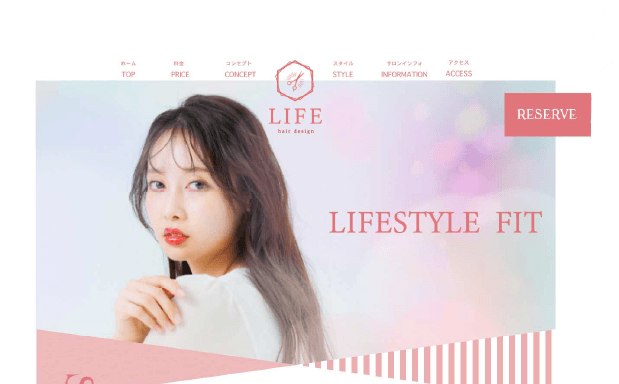 ホーム
TOP
料金
PRICE
コンセプト
CONCEPT
LIFE
hair design
スタイル
STYLE
サロンインフォ
INFORMATION
アクセス
ACCESS
RESERVE
LIFESTYLE FIT